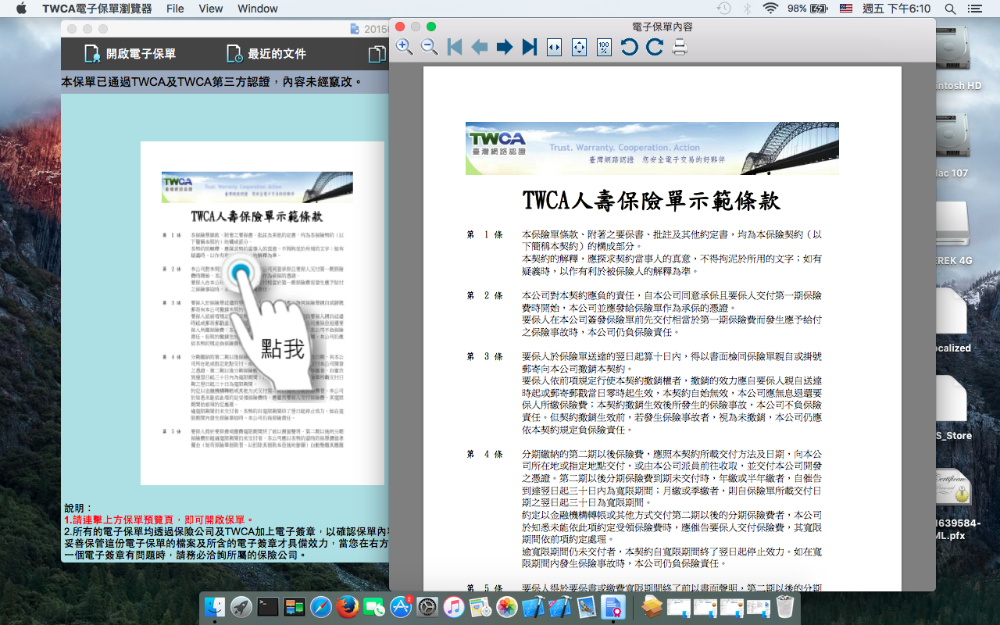 TWCA電子保單瀏覽器 File View Window 98% 週五 下午6:10
2015
開啟電子保單 最近的文件
本保單已通過TWCA及TWCA第三方認證，內容未經竄改。
TWCA
臺灣網路認證
Trust. Warranty. Cooperation. Action
TWCA人壽保險單示範條款
點我
說明：
1.請連擊上方保單預覽頁，即可開啟保單。
2.所有的電子保單均透過保險公司及TWCA加上電子簽章，以確認保單內容
妥善保管這份電子保單的檔案及所含的電子簽章才具備效力，當您在右方
一個電子簽章有問題時，請務必洽詢所屬的保險公司。
電子保單內容
100
%
TWCA
臺灣網路認證
Trust. Warranty. Cooperation. Action
臺灣網路認證 您安全電子交易的好夥伴
TWCA人壽保險單示範條款
第 1 條 本保險單條款、附著之要保書、批註及其他約定書，均為本保險契約（以
下簡稱本契約）的構成部分。
本契約的解釋，應探求契約當事人的真意，不得拘泥於所用的文字；如有
疑義時，以作有利於被保險人的解釋為準。
第 2 條 本公司對本契約應負的責任，自本公司同意承保且要保人交付第一期保險
費時開始，本公司並應發給保險單作為承保的憑證。
要保人在本公司簽發保險單前先交付相當於第一期保險費而發生應予給付
之保險事故時，本公司仍負保險責任。
第 3 條 要保人於保險單送達的翌日起算十日內，得以書面檢同保險單親自或掛號
郵寄向本公司撤銷本契約。
要保人依前項規定行使本契約撤銷權者，撤銷的效力應自要保人親自送達
時起或郵寄郵戳當日零時起生效，本契約自始無效，本公司應無息退還要
保人所繳保險費；本契約撤銷生效後所發生的保險事故，本公司不負保險
責任。但契約撤銷生效前，若發生保險事故者，視為未撤銷，本公司仍應
依本契約規定負保險責任。
第 4 條 分期繳納的第二期以後保險費，應照本契約所載交付方法及日期，向本公
司所在地或指定地點交付，或由本公司派員前往收取，並交付本公司開發
之憑證。第二期以後分期保險費到期未交付時，年繳或半年繳者，自催告
到達翌日起三十日內為寬限期間；月繳或季繳者，則自保險單所載交付日
期之翌日起三十日為寬限期間。
約定以金融機構轉帳或其他方式交付第二期以後的分期保險費者，本公司
於知悉未能依此項約定受領保險費時，應催告要保人交付保險費，其寬限
期間依前項約定處理。
逾寬限期間仍未交付者，本契約自寬限期間終了翌日起停止效力。如在寬
限期間內發生保險事故時，本公司仍負保險責任。
第 5 條 要保人得於要保書或繳費寬限期間終了前以書面聲明，第二期以後的分期
intosh HD
ac 107
EREK 4G
ocalized
S_Store
1639584-
ML.pfx
2